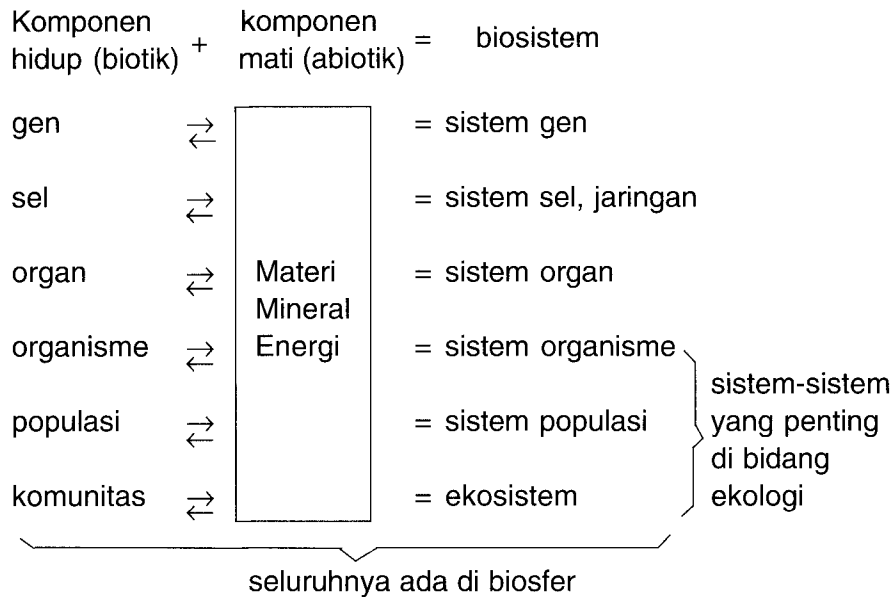 Komponen hidup (biotik) + komponen mati (abiotik) = biosistem
gen ⇄ = sistem gen
sel ⇄ = sistem sel, jaringan
organ ⇄ Materi = sistem organ
Mineral
organisme ⇄ Energi = sistem organisme
populasi ⇄ = sistem populasi
komunitas ⇄ = ekosistem
sistem-sistem
yang penting
di bidang
ekologi
seluruhnya ada di biosfer